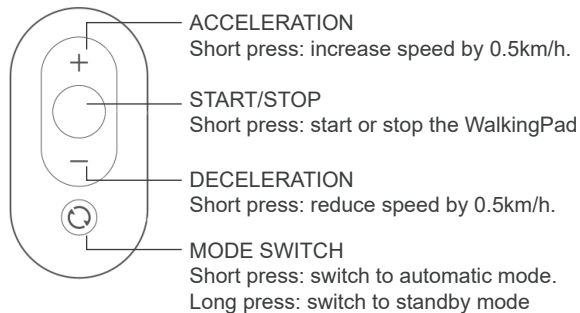 ACCELERATION
Short press: increase speed by 0.5km/h.
START/STOP
Short press: start or stop the WalkingPad
DECELERATION
Short press: reduce speed by 0.5km/h.
MODE SWITCH
Short press: switch to automatic mode.
Long press: switch to standby mode